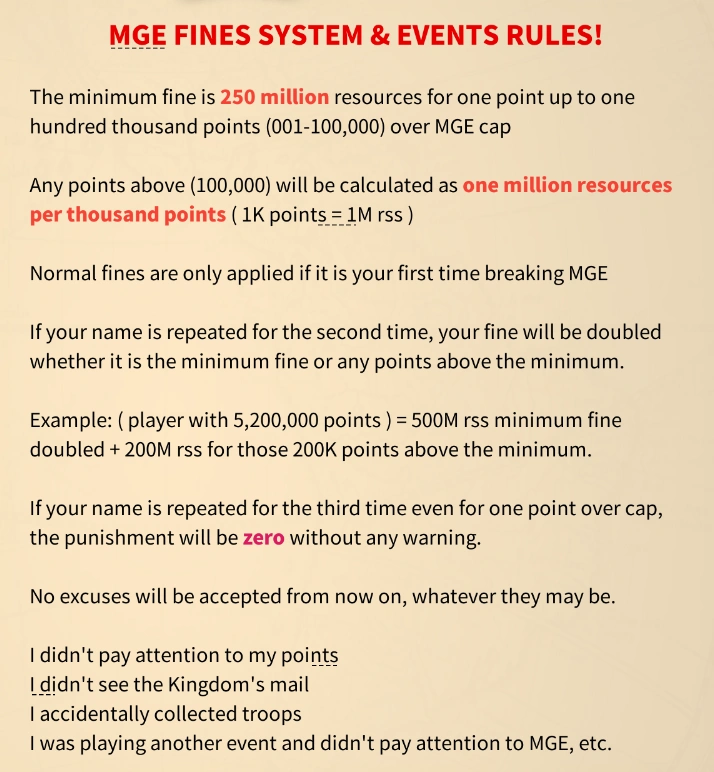 MGE FINES SYSTEM & EVENTS RULES!
The minimum fine is 250 million resources for one point up to one
hundred thousand points (001-100,000) over MGE cap
Any points above (100,000) will be calculated as one million resources
per thousand points ( 1K points = 1M rss )
Normal fines are only applied if it is your first time breaking MGE
If your name is repeated for the second time, your fine will be doubled
whether it is the minimum fine or any points above the minimum.
Example: ( player with 5,200,000 points ) = 500M rss minimum fine
doubled + 200M rss for those 200K points above the minimum.
If your name is repeated for the third time even for one point over cap,
the punishment will be zero without any warning.
No excuses will be accepted from now on, whatever they may be.
I didn't pay attention to my points
I didn't see the Kingdom's mail
I accidentally collected troops
I was playing another event and didn't pay attention to MGE, etc.